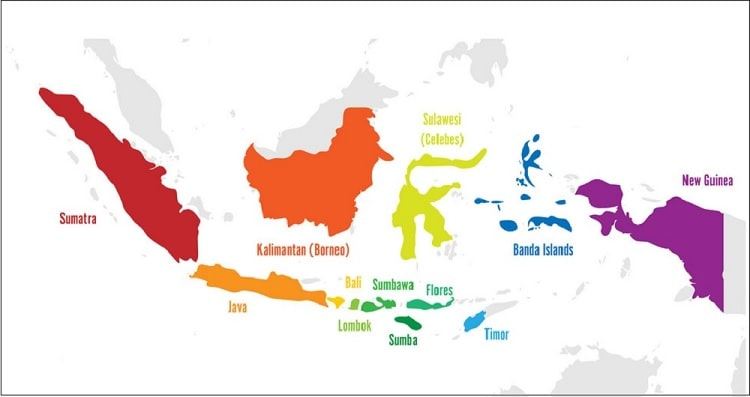 Sulawesi
(Celebes)
New Guinea
Sumatra
Kalimantan (Borneo)
Banda Islands
Bali
Sumbawa
Flores
Java
Lombok
Sumba
Timor